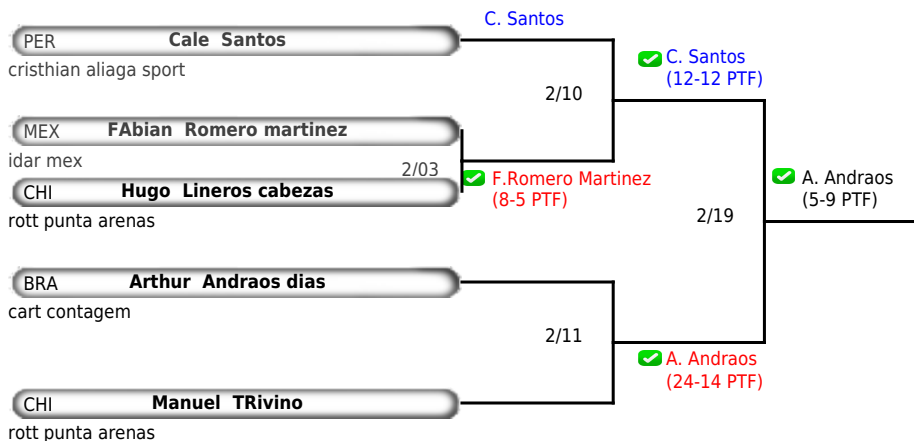 C. Santos
PER Cale Santos
cristhian aliaga sport
C. Santos
(12-12 PTF)
2/10
MEX FAbian Romero martinez
idar mex
2/03
F.Romero Martinez
(8-5 PTF)
CHI Hugo Lineros cabezas
rott punta arenas
A. Andraos
(5-9 PTF)
2/19
BRA Arthur Andraos dias
cart contagem
2/11
A. Andraos
(24-14 PTF)
CHI Manuel TRivino
rott punta arenas